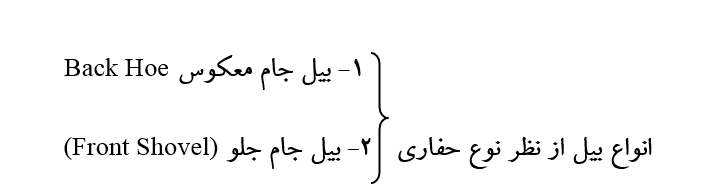 انواع بیل از نظر نوع حفاری
۱– بیل جام معکوس Back Hoe
۲– بیل جام جلو (Front Shovel)